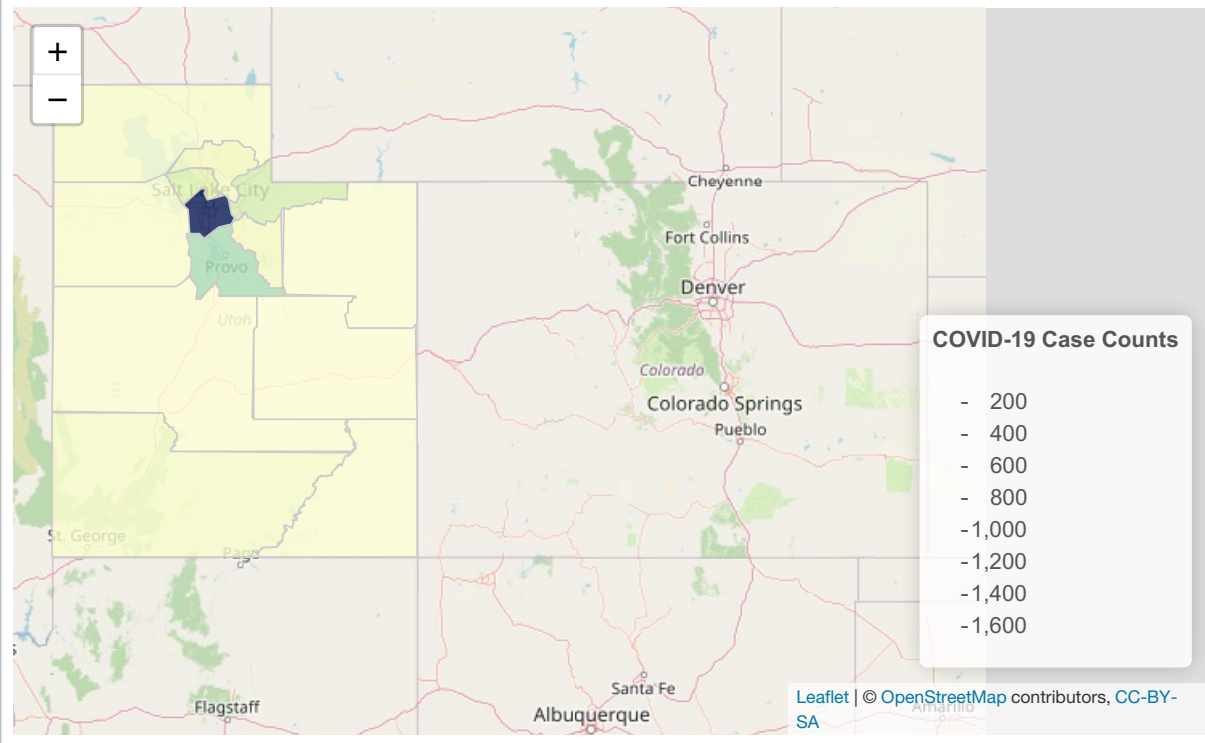 +
−
Salt Lake City
Cheyenne
Fort Collins
Provo
Denver
Utah
COVID-19 Case Counts
Colorado
- 200
Colorado Springs
- 400
Pueblo
- 600
- 800
-1,000
St. George
Page
-1,200
-1,400
-1,600
Santa Fe
Flagstaff
Albuquerque
Leaflet | © OpenStreetMap contributors, CC-BY-
SA
Amarillo